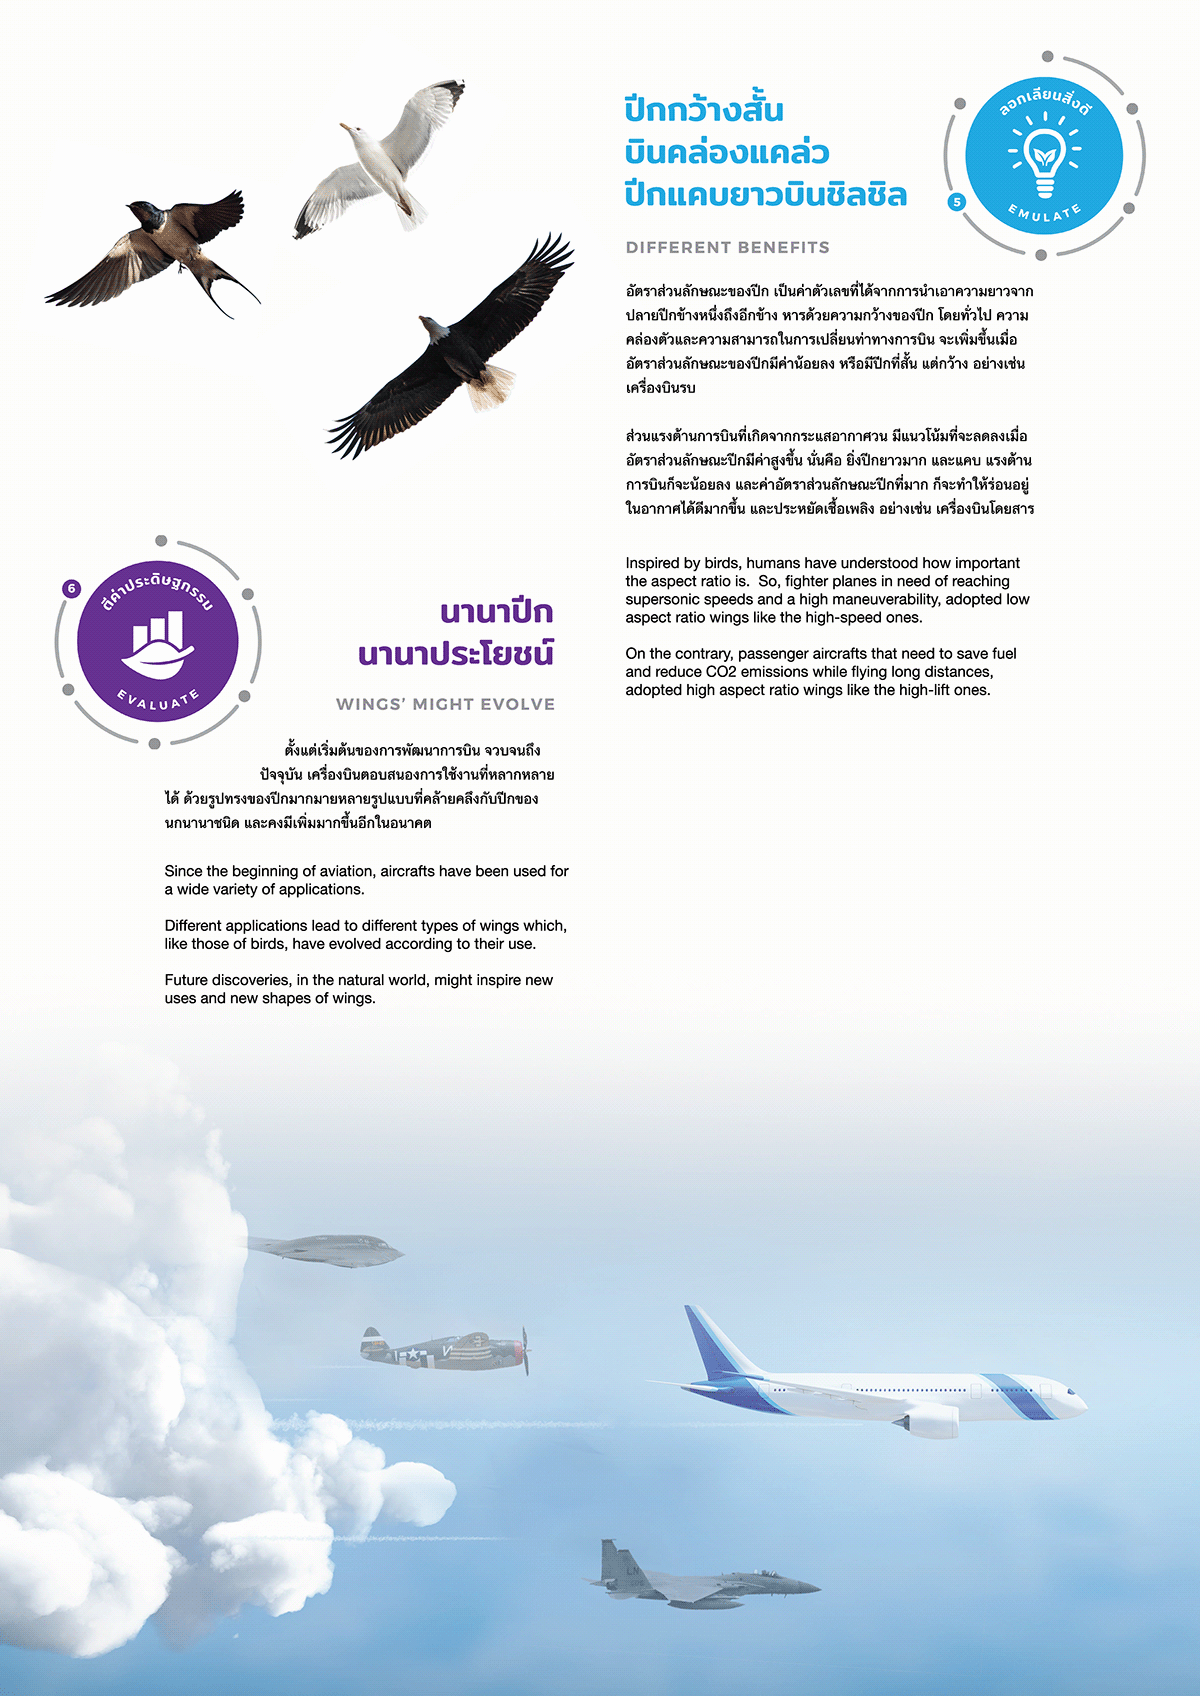 ปีกกว้างสั้น
บินคล่องแคล่ว
ปีกแคบยาวบินชิลชิล
DIFFERENT BENEFITS
ลอกเลียนสิ่งดี
5
EMULATE
อัตราส่วนลักษณะของปีก เป็นค่าตัวเลขที่ได้จากการนำเอาความยาวจาก
ปลายปีกข้างหนึ่งถึงอีกข้าง หารด้วยความกว้างของปีก โดยทั่วไป ความ
คล่องตัวและความสามารถในการเปลี่ยนท่าทางการบิน จะเพิ่มขึ้นเมื่อ
อัตราส่วนลักษณะของปีกมีค่าน้อยลง หรือมีปีกที่สั้น แต่กว้าง อย่างเช่น
เครื่องบินรบ
ส่วนแรงต้านการบินที่เกิดจากกระแสอากาศวน มีแนวโน้มที่จะลดลงเมื่อ
อัตราส่วนลักษณะปีกมีค่าสูงขึ้น นั่นคือ ยิ่งปีกยาวมาก และแคบ แรงต้าน
การบินก็จะน้อยลง และค่าอัตราส่วนลักษณะปีกที่มาก ก็จะทำให้ร่อนอยู่
ในอากาศได้ดีมากขึ้น และประหยัดเชื้อเพลิง อย่างเช่น เครื่องบินโดยสาร
Inspired by birds, humans have understood how important
the aspect ratio is.  So, fighter planes in need of reaching
supersonic speeds and a high maneuverability, adopted low
aspect ratio wings like the high-speed ones.
On the contrary, passenger aircrafts that need to save fuel
and reduce CO2 emissions while flying long distances,
adopted high aspect ratio wings like the high-lift ones.
6
ตีค่าประดิษฐกรรม
EVALUATE
นานาปีก
นานาประโยชน์
WINGS' MIGHT EVOLVE
ตั้งแต่เริ่มต้นของการพัฒนาการบิน จวบจนถึง
ปัจจุบัน เครื่องบินตอบสนองการใช้งานที่หลากหลาย
ได้ ด้วยรูปทรงของปีกมากมายหลายรูปแบบที่คล้ายคลึงกับปีกของ
นกนานาชนิด และคงมีเพิ่มมากขึ้นอีกในอนาคต
Since the beginning of aviation, aircrafts have been used for
a wide variety of applications.
Different applications lead to different types of wings which,
like those of birds, have evolved according to their use.
Future discoveries, in the natural world, might inspire new
uses and new shapes of wings.
LN